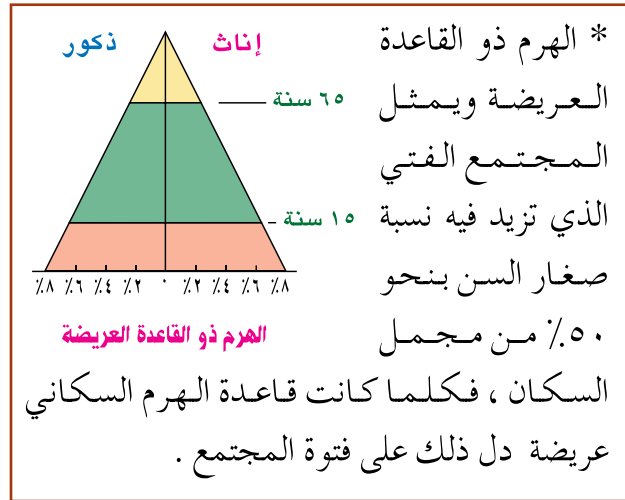 * الهرم ذو القاعدة
العريضة ويمثل
المجتمع الفتي
الذي تزيد فيه نسبة
صغار السن بنحو
٥٠٪ من مجمل
السكان ، فكلما كانت قاعدة الهرم السكاني
عريضة دل ذلك على فتوة المجتمع .
إناث ذكور
٦٥ سنة
١٥ سنة
٪٨ ٪٦ ٪٤ ٪٢ ٠ ٪٢ ٪٤ ٪٦ ٪٨
الهرم ذو القاعدة العريضة